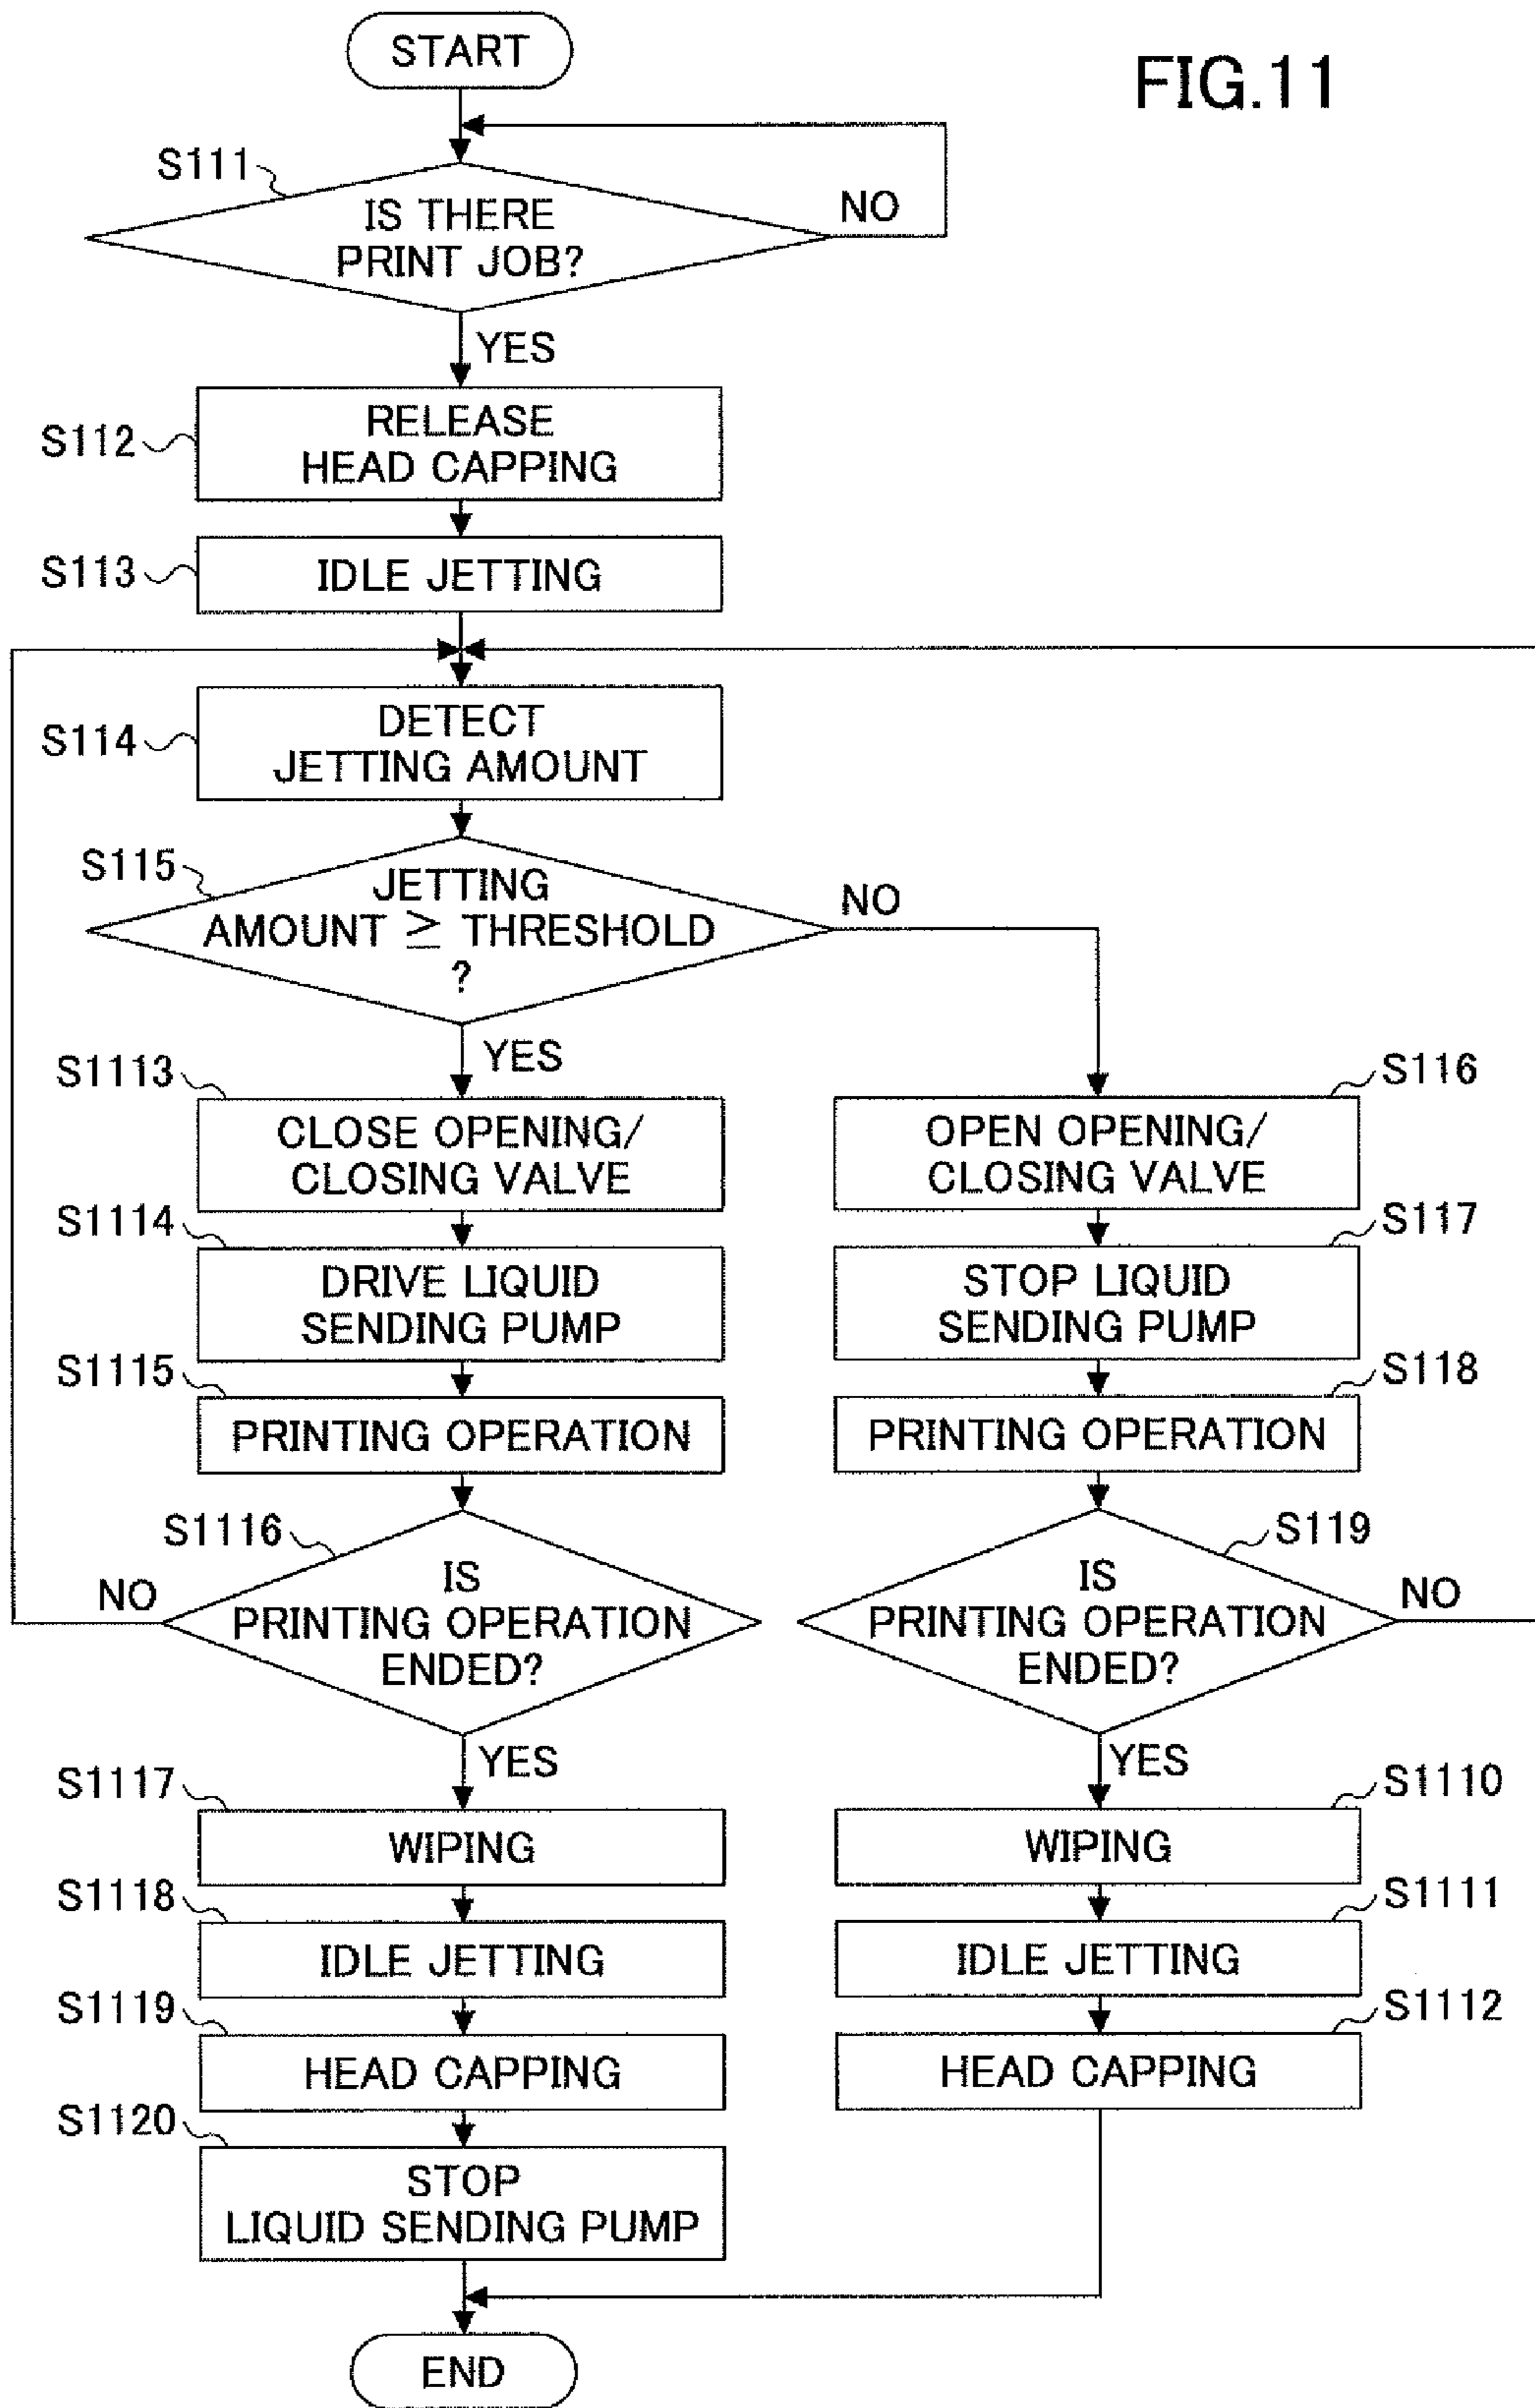 START
FIG.11
S111
IS THERE
PRINT JOB?
NO
YES
S112
RELEASE
HEAD CAPPING
S113
IDLE JETTING
S114
DETECT
JETTING AMOUNT
S115
JETTING
AMOUNT ≧ THRESHOLD
?
NO
YES
S1113
CLOSE OPENING/
CLOSING VALVE
S116
OPEN OPENING/
CLOSING VALVE
S1114
DRIVE LIQUID
SENDING PUMP
S117
STOP LIQUID
SENDING PUMP
S1115
PRINTING OPERATION
S118
PRINTING OPERATION
S1116
IS
PRINTING OPERATION
ENDED?
NO
YES
S119
IS
PRINTING OPERATION
ENDED?
NO
YES
S1117
WIPING
S1110
WIPING
S1118
IDLE JETTING
S1111
IDLE JETTING
S1119
HEAD CAPPING
S1112
HEAD CAPPING
S1120
STOP
LIQUID SENDING PUMP
END